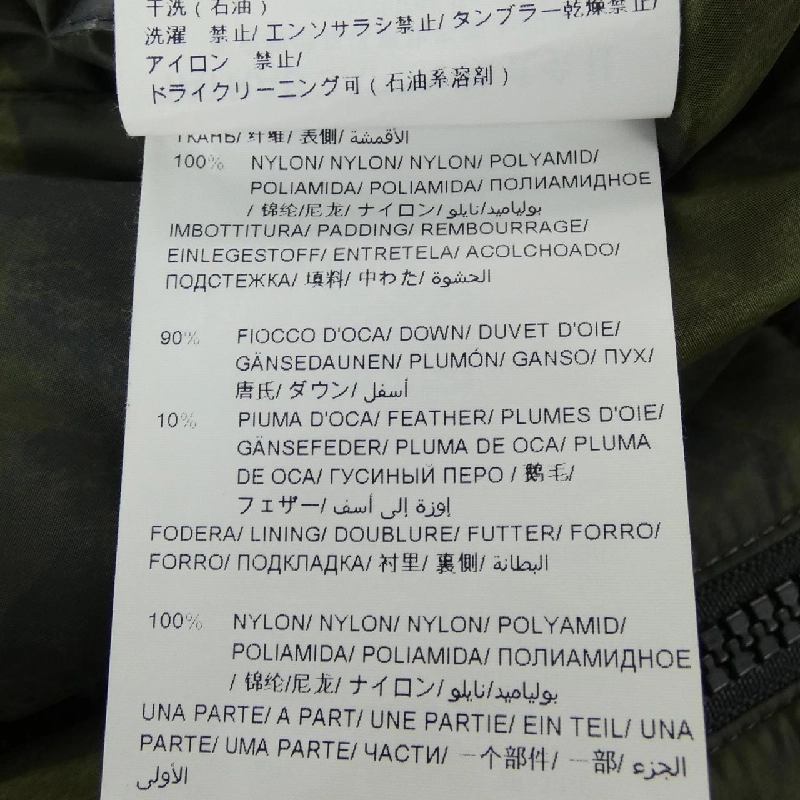 干洗（石油）
洗濯 禁止/ エンソサラシ禁止/ タンブラー乾燥禁止/
アイロン 禁止/
ドライクリーニング可（石油系溶剤）
ТКАНЬ/ 纤维/ 表側/ الأقمشة
100% NYLON/ NYLON/ NYLON/ POLYAMID/
POLIAMIDA/ POLIAMIDA/ ПОЛИАМИДНОЕ
/ 锦纶/尼龙/ ナイロン/ بولياميد/نايلو
IMBOTTITURA/ PADDING/ REMBOURRAGE/
EINLEGESTOFF/ ENTRETELA/ ACOLCHOADO/
ПОДСТЕЖКА/ 填料/ 中わた/ الحشوة
90% FIOCCO D'OCA/ DOWN/ DUVET D'OIE/
GÄNSEDAUNEN/ PLUMÓN/ GANSO/ ПУХ/
唐氏/ ダウン/ أسفل
10% PIUMA D'OCA/ FEATHER/ PLUMES D'OIE/
GÄNSEFEDER/ PLUMA DE OCA/ PLUMA
DE OCA/ ГУСИНЫЙ ПЕРО / 鹅毛/
フェザー/ إوزة إلى أسف
FODERA/ LINING/ DOUBLURE/ FUTTER/ FORRO/
FORRO/ ПОДКЛАДКА/ 衬里/ 裏側/ البطانة
100% NYLON/ NYLON/ NYLON/ POLYAMID/
POLIAMIDA/ POLIAMIDA/ ПОЛИАМИДНОЕ
/ 锦纶/尼龙/ ナイロン/ بولياميد/نايلو
UNA PARTE/ A PART/ UNE PARTIE/ EIN TEIL/ UNA
PARTE/ UMA PARTE/ ЧАСТИ/ 一个部件/ 一部/ الجزء
الأولى